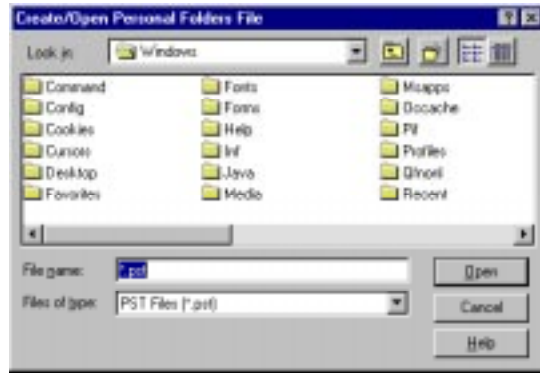 Create/Open Personal Folders File
Look in: Windows
Command Fonts Msapps
Config Forms Occache
Cookies Help Pif
Cursors Inf Profiles
Desktop Java
Favorites Media Recent
File name: *.pst Open
Files of type: PST Files (*.pst) Cancel
Help